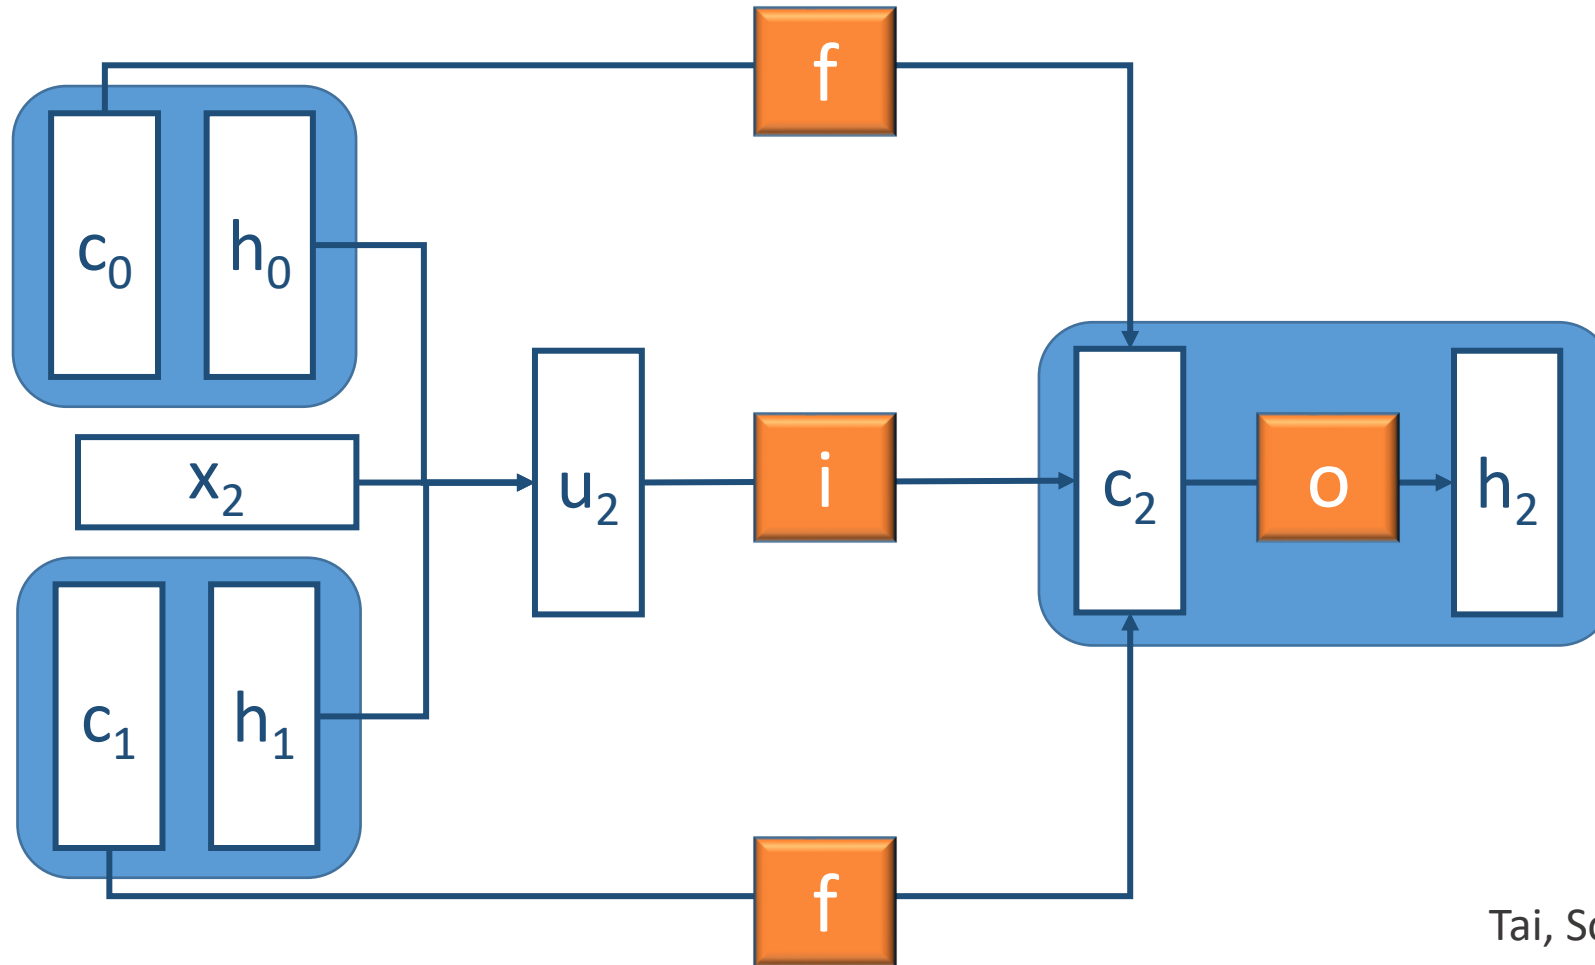 f
c₀ h₀
x₂
u₂ i c₂ o h₂
c₁ h₁
f
Tai,